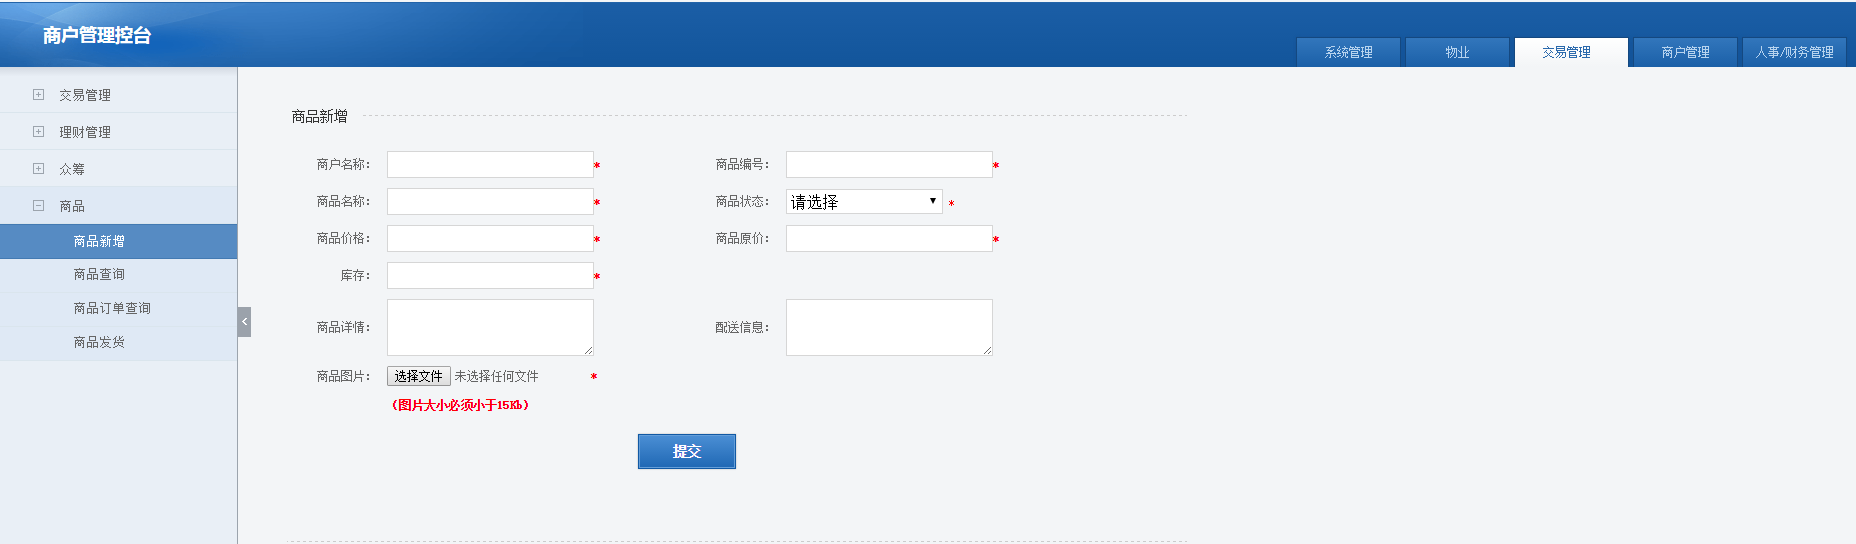 商户管理控台
系统管理 物业 交易管理 商户管理 人事/财务管理
交易管理
理财管理
众筹
商品
商品新增
商品查询
商品订单查询
商品发货
商品新增
商户名称: * 商品编号: *
商品名称: * 商品状态: 请选择 *
商品价格: * 商品原价: *
库存: *
商品详情: 配送信息:
商品图片: 选择文件 未选择任何文件 *
(图片大小必须小于15Kb)
提交